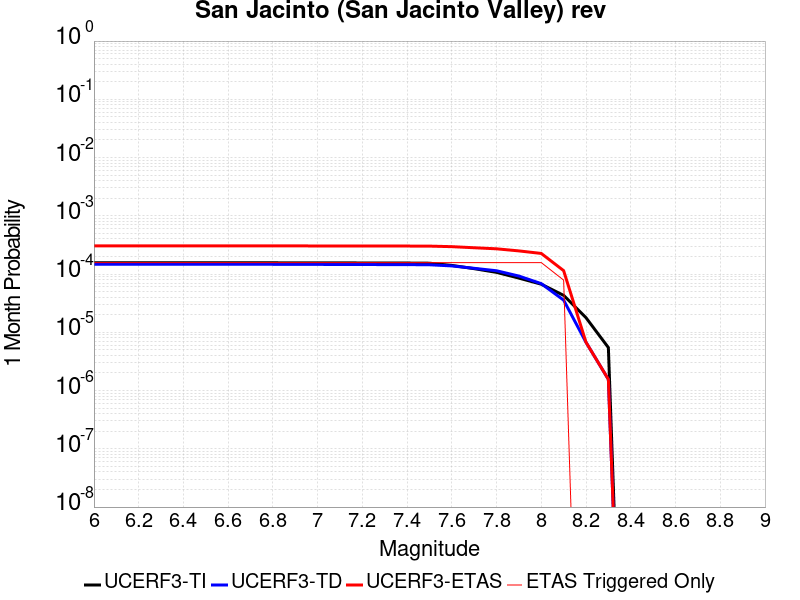 San Jacinto (San Jacinto Valley) rev
10^0
10^-1
10^-2
10^-3
10^-4
10^-5
10^-6
10^-7
10^-8
1 Month Probability
6 6.2 6.4 6.6 6.8 7 7.2 7.4 7.6 7.8 8 8.2 8.4 8.6 8.8 9
Magnitude
UCERF3-TI UCERF3-TD UCERF3-ETAS ETAS Triggered Only